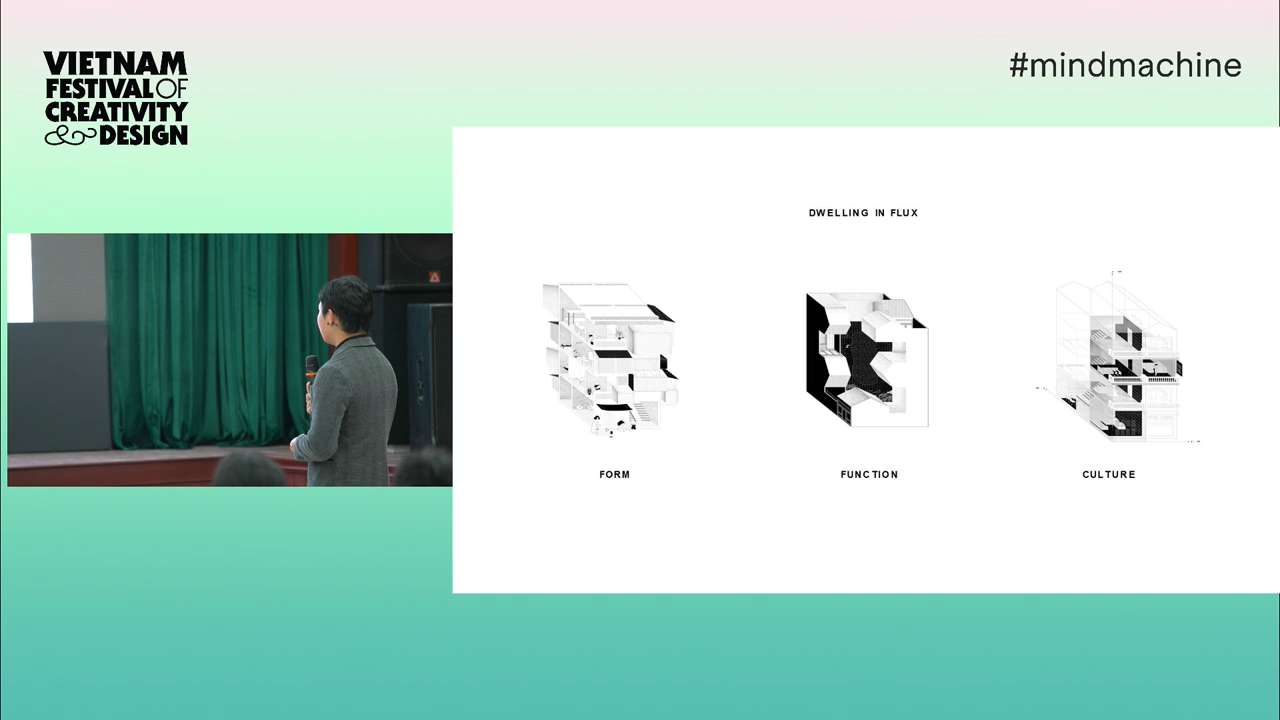 VIETNAM
FESTIVAL OF
CREATIVITY
& DESIGN
#mindmachine
DWELLING IN FLUX
FORM
FUNCTION
CULTURE